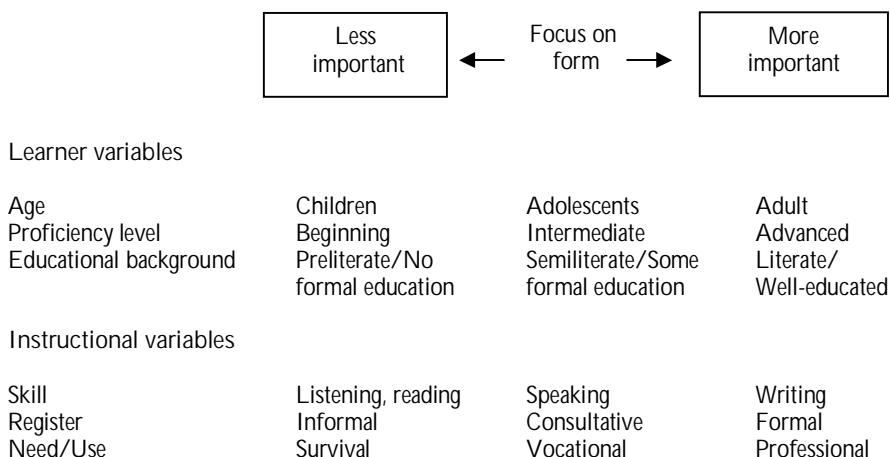 Less important Focus on form More important
Learner variables
Age Children Adolescents Adult
Proficiency level Beginning Intermediate Advanced
Educational background Preliterate/No Semiliterate/Some Literate/
formal education formal education Well-educated
Instructional variables
Skill Listening, reading Speaking Writing
Register Informal Consultative Formal
Need/Use Survival Vocational Professional